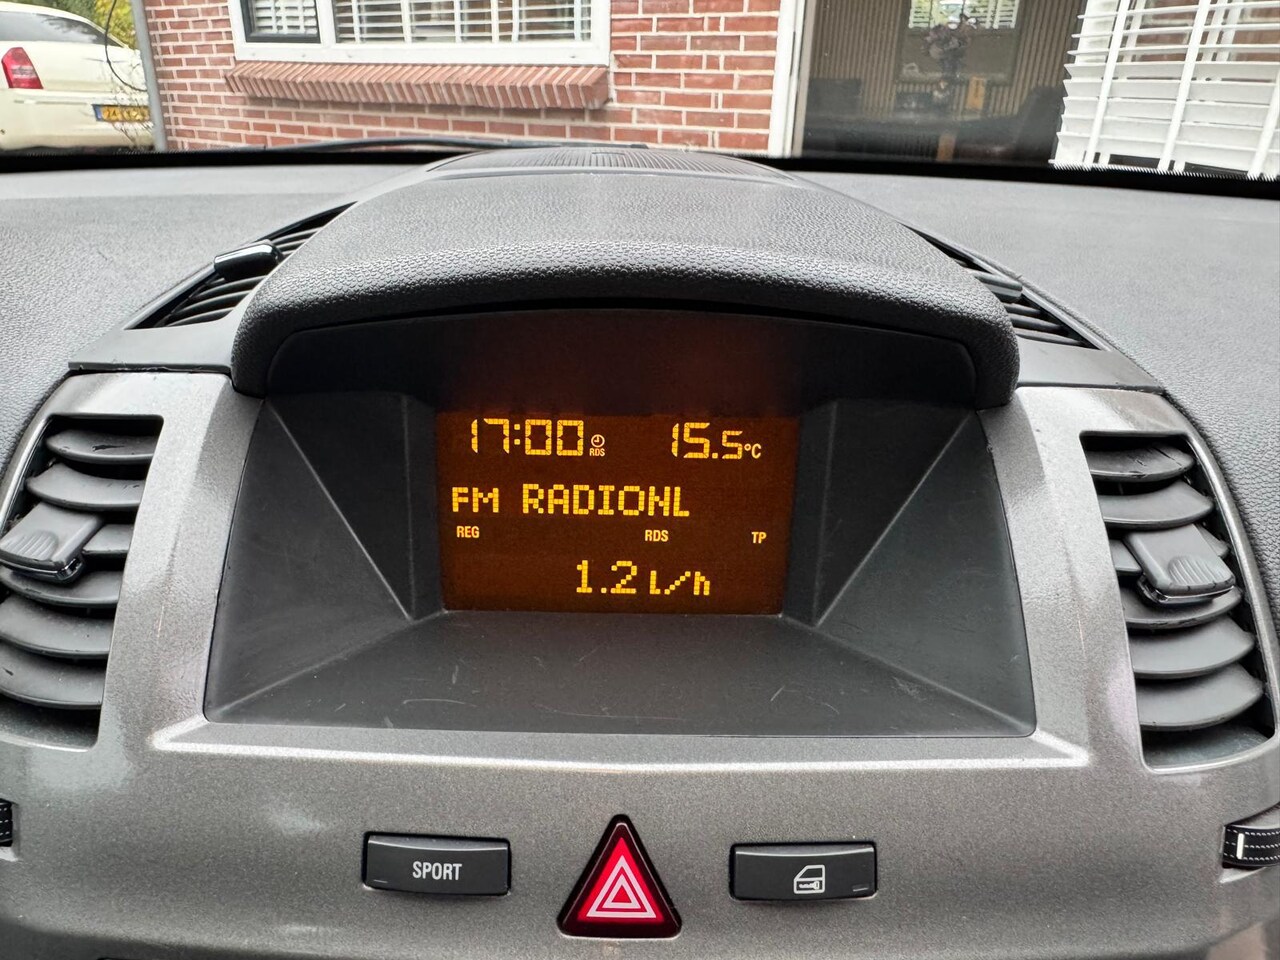 17:00 RDS 15.5°C
FM RADIONL
REG RDS TP
1.2 l/h
SPORT